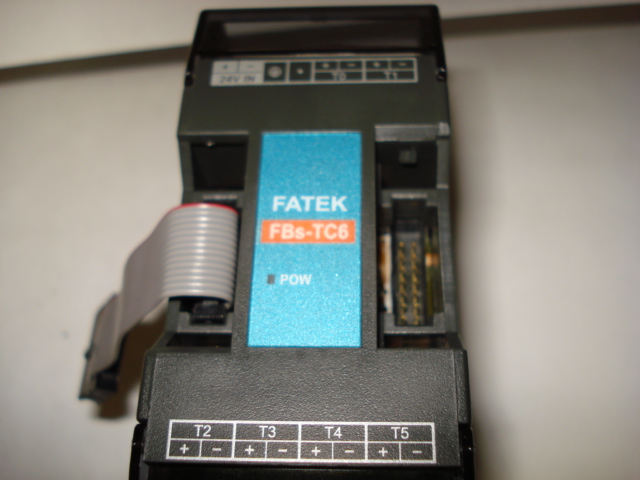 + - + - + -
24V IN T0 T1
FATEK
FBs-TC6
POW
T2 T3 T4 T5
+ - + - + - + -